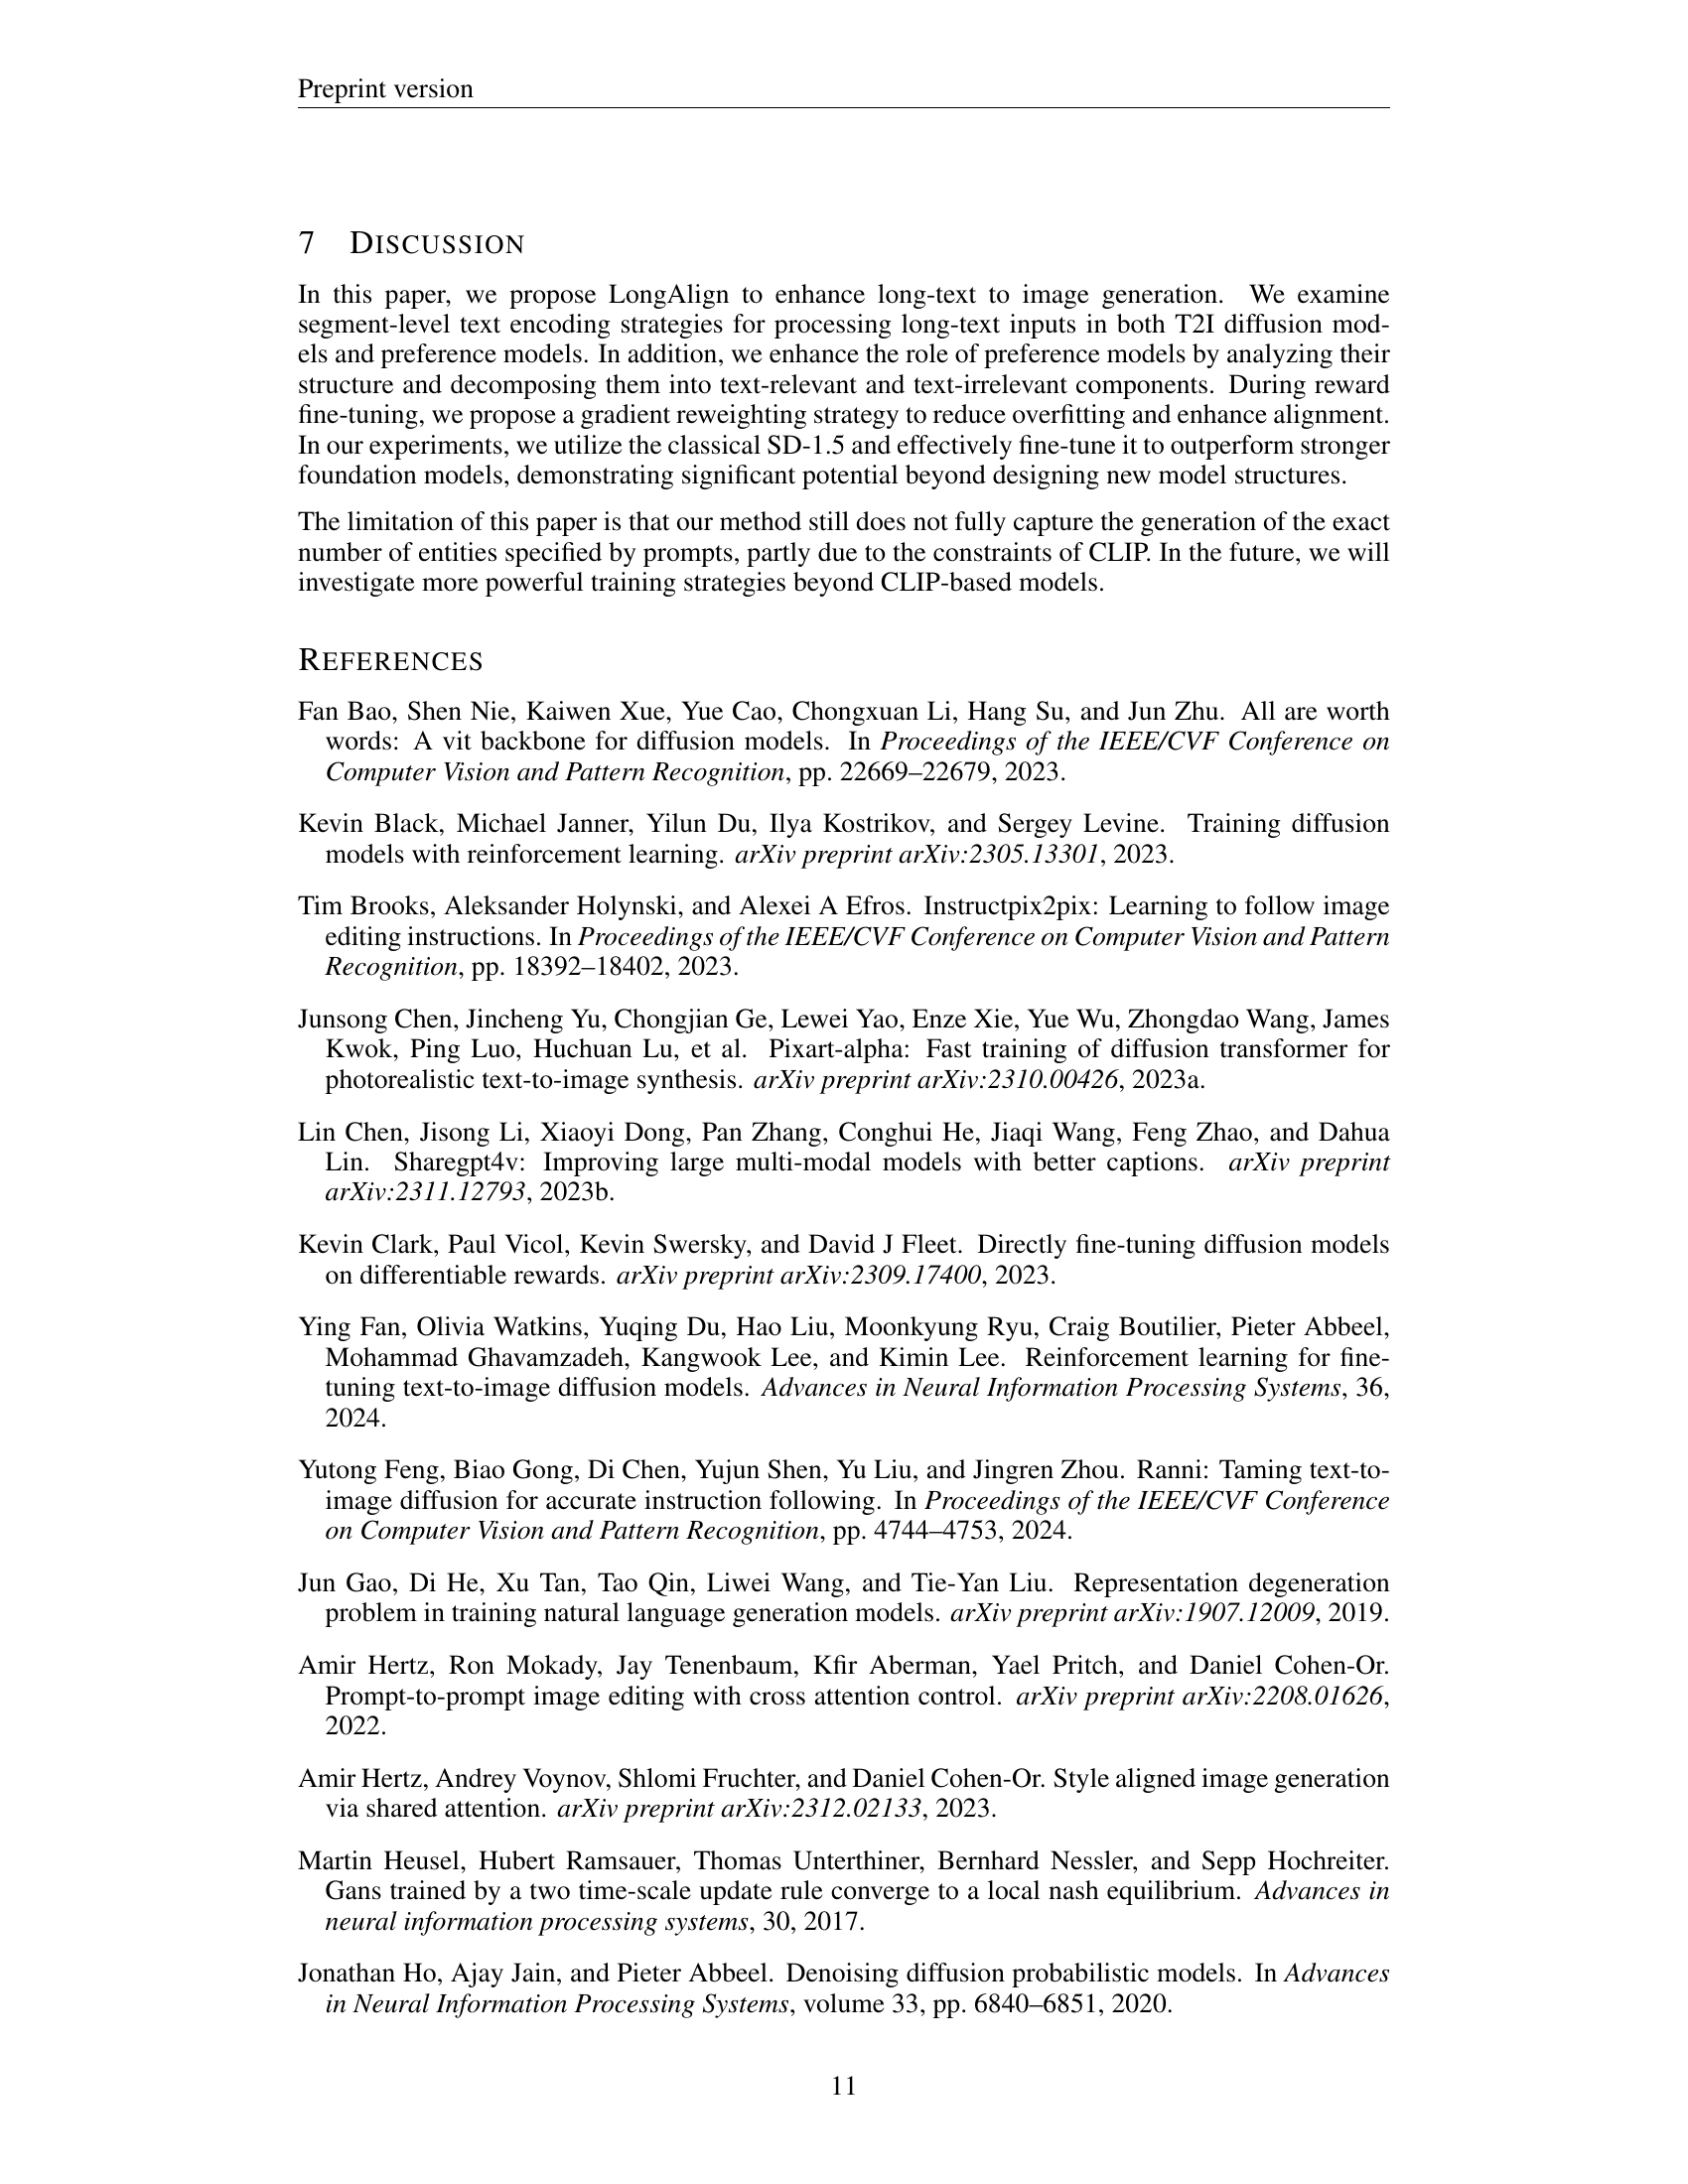 Preprint version
7 DISCUSSION
In this paper, we propose LongAlign to enhance long-text to image generation. We examine
segment-level text encoding strategies for processing long-text inputs in both T2I diffusion mod-
els and preference models. In addition, we enhance the role of preference models by analyzing their
structure and decomposing them into text-relevant and text-irrelevant components. During reward
fine-tuning, we propose a gradient reweighting strategy to reduce overfitting and enhance alignment.
In our experiments, we utilize the classical SD-1.5 and effectively fine-tune it to outperform stronger
foundation models, demonstrating significant potential beyond designing new model structures.
The limitation of this paper is that our method still does not fully capture the generation of the exact
number of entities specified by prompts, partly due to the constraints of CLIP. In the future, we will
investigate more powerful training strategies beyond CLIP-based models.
REFERENCES
Fan Bao, Shen Nie, Kaiwen Xue, Yue Cao, Chongxuan Li, Hang Su, and Jun Zhu. All are worth
words: A vit backbone for diffusion models. In Proceedings of the IEEE/CVF Conference on
Computer Vision and Pattern Recognition, pp. 22669–22679, 2023.
Kevin Black, Michael Janner, Yilun Du, Ilya Kostrikov, and Sergey Levine. Training diffusion
models with reinforcement learning. arXiv preprint arXiv:2305.13301, 2023.
Tim Brooks, Aleksander Holynski, and Alexei A Efros. Instructpix2pix: Learning to follow image
editing instructions. In Proceedings of the IEEE/CVF Conference on Computer Vision and Pattern
Recognition, pp. 18392–18402, 2023.
Junsong Chen, Jincheng Yu, Chongjian Ge, Lewei Yao, Enze Xie, Yue Wu, Zhongdao Wang, James
Kwok, Ping Luo, Huchuan Lu, et al. Pixart-alpha: Fast training of diffusion transformer for
photorealistic text-to-image synthesis. arXiv preprint arXiv:2310.00426, 2023a.
Lin Chen, Jisong Li, Xiaoyi Dong, Pan Zhang, Conghui He, Jiaqi Wang, Feng Zhao, and Dahua
Lin. Sharegpt4v: Improving large multi-modal models with better captions. arXiv preprint
arXiv:2311.12793, 2023b.
Kevin Clark, Paul Vicol, Kevin Swersky, and David J Fleet. Directly fine-tuning diffusion models
on differentiable rewards. arXiv preprint arXiv:2309.17400, 2023.
Ying Fan, Olivia Watkins, Yuqing Du, Hao Liu, Moonkyung Ryu, Craig Boutilier, Pieter Abbeel,
Mohammad Ghavamzadeh, Kangwook Lee, and Kimin Lee. Reinforcement learning for fine-
tuning text-to-image diffusion models. Advances in Neural Information Processing Systems, 36,
2024.
Yutong Feng, Biao Gong, Di Chen, Yujun Shen, Yu Liu, and Jingren Zhou. Ranni: Taming text-to-
image diffusion for accurate instruction following. In Proceedings of the IEEE/CVF Conference
on Computer Vision and Pattern Recognition, pp. 4744–4753, 2024.
Jun Gao, Di He, Xu Tan, Tao Qin, Liwei Wang, and Tie-Yan Liu. Representation degeneration
problem in training natural language generation models. arXiv preprint arXiv:1907.12009, 2019.
Amir Hertz, Ron Mokady, Jay Tenenbaum, Kfir Aberman, Yael Pritch, and Daniel Cohen-Or.
Prompt-to-prompt image editing with cross attention control. arXiv preprint arXiv:2208.01626,
2022.
Amir Hertz, Andrey Voynov, Shlomi Fruchter, and Daniel Cohen-Or. Style aligned image generation
via shared attention. arXiv preprint arXiv:2312.02133, 2023.
Martin Heusel, Hubert Ramsauer, Thomas Unterthiner, Bernhard Nessler, and Sepp Hochreiter.
Gans trained by a two time-scale update rule converge to a local nash equilibrium. Advances in
neural information processing systems, 30, 2017.
Jonathan Ho, Ajay Jain, and Pieter Abbeel. Denoising diffusion probabilistic models. In Advances
in Neural Information Processing Systems, volume 33, pp. 6840–6851, 2020.
11